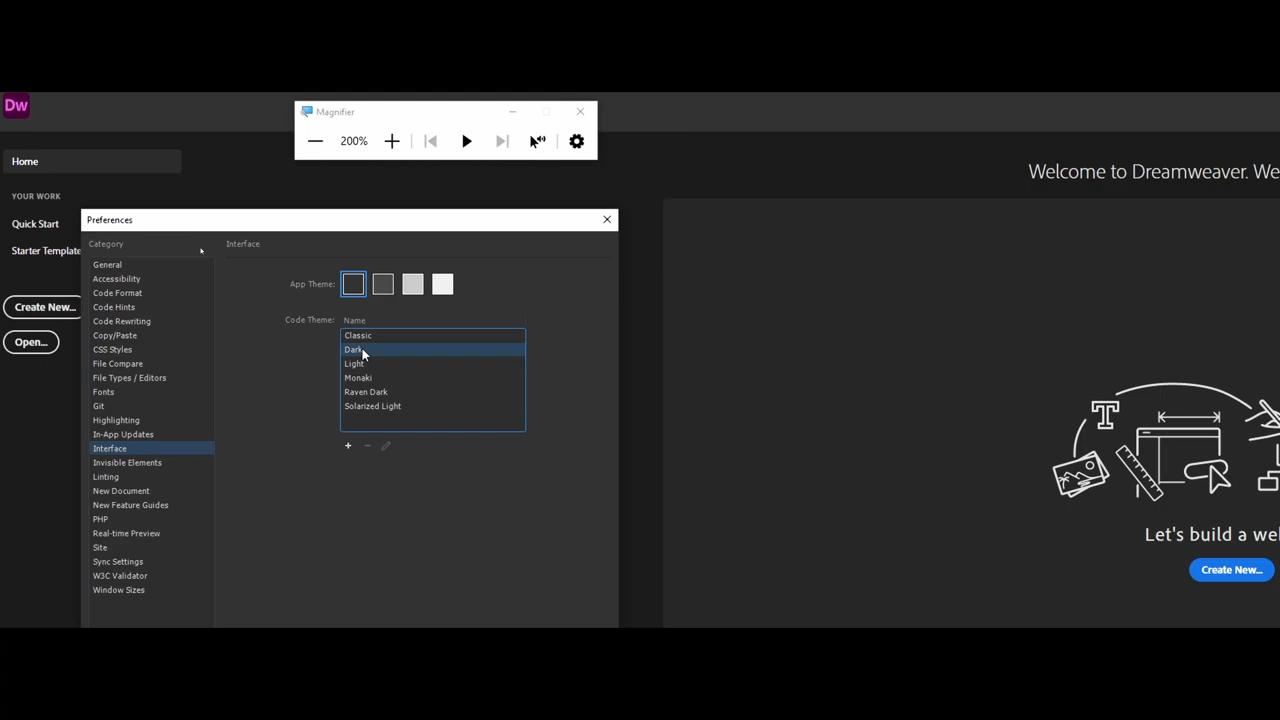 Dw
Magnifier
200%
Home
Welcome to Dreamweaver. We
YOUR WORK
Quick Start
Starter Template
Create New...
Open...
Preferences
Category
General
Accessibility
Code Format
Code Hints
Code Rewriting
Copy/Paste
CSS Styles
File Compare
File Types / Editors
Fonts
Git
Highlighting
In-App Updates
Interface
Invisible Elements
Linting
New Document
New Feature Guides
PHP
Real-time Preview
Site
Sync Settings
W3C Validator
Window Sizes
Interface
App Theme:
Code Theme:
Name
Classic
Dark
Light
Monaki
Raven Dark
Solarized Light
T
Let's build a we
Create New...